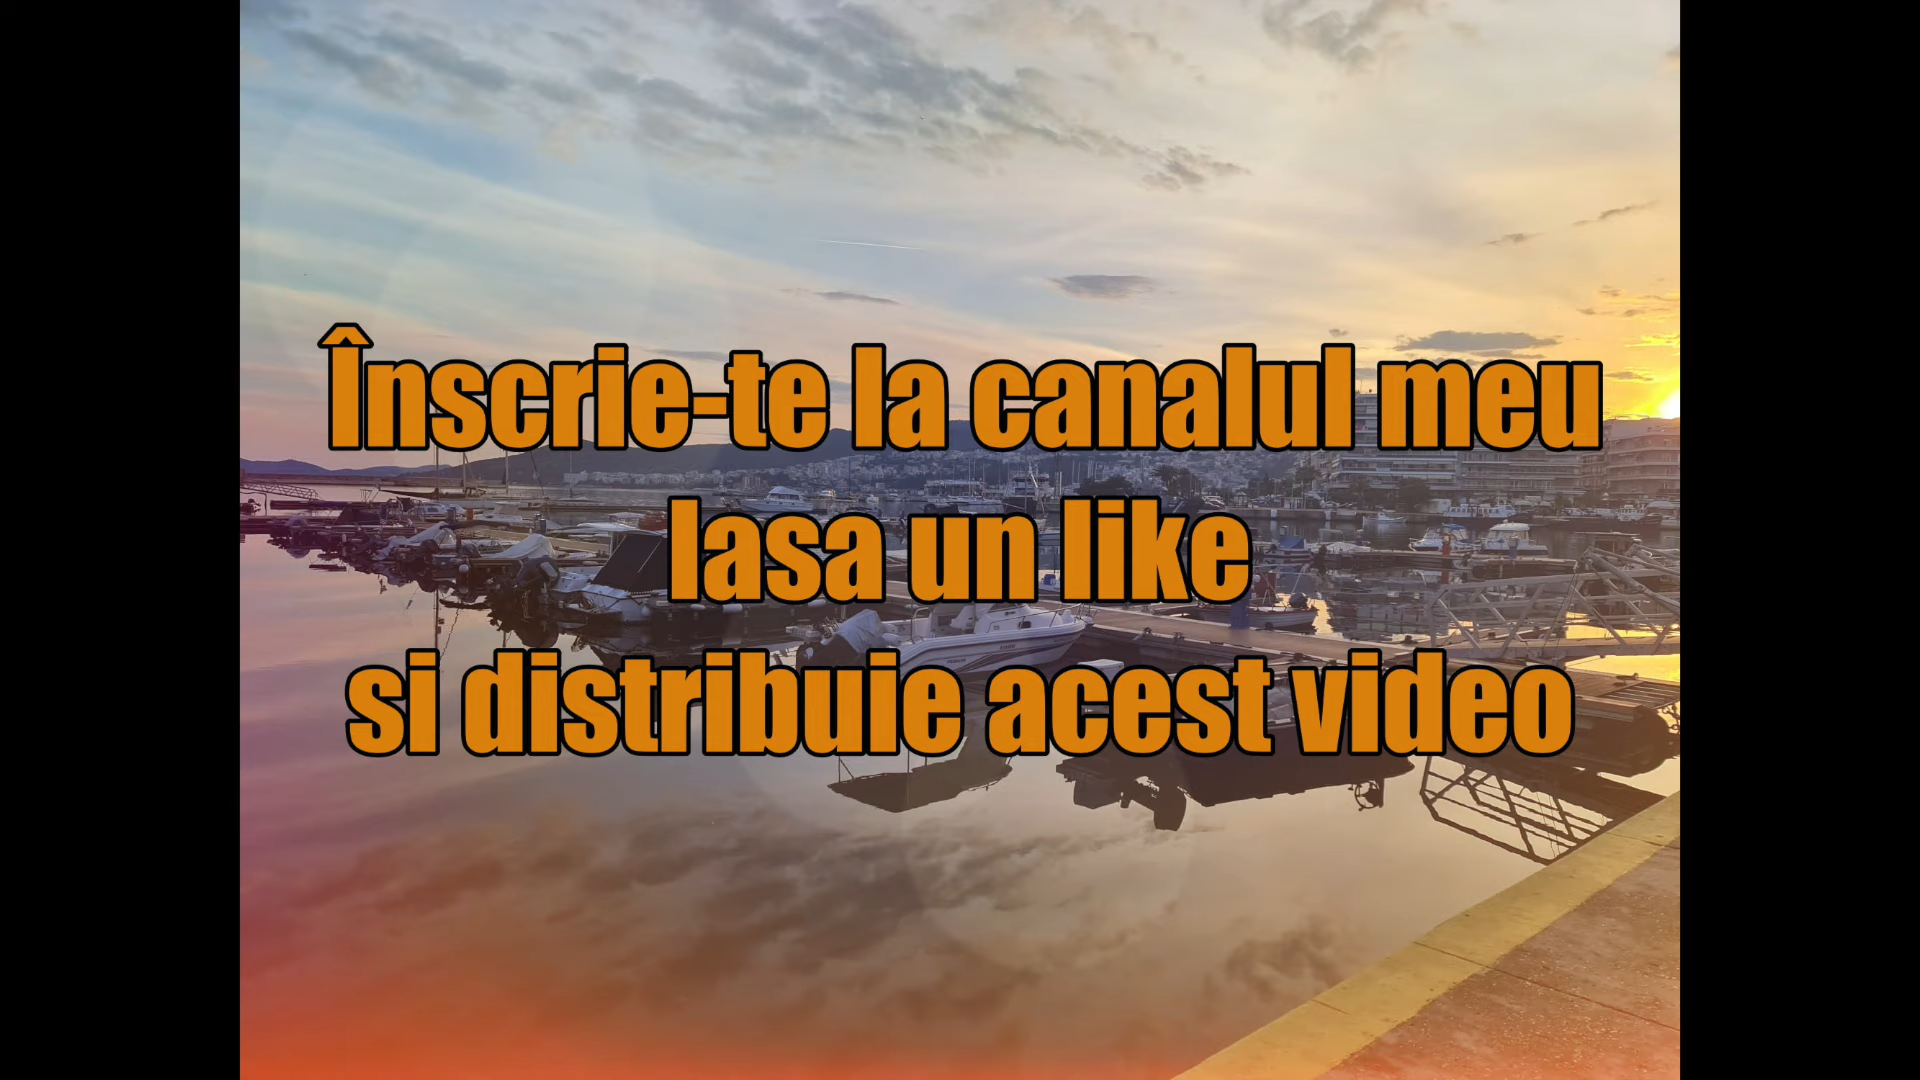 Înscrie-te la canalul meu
lasa un like
si distribuie acest video